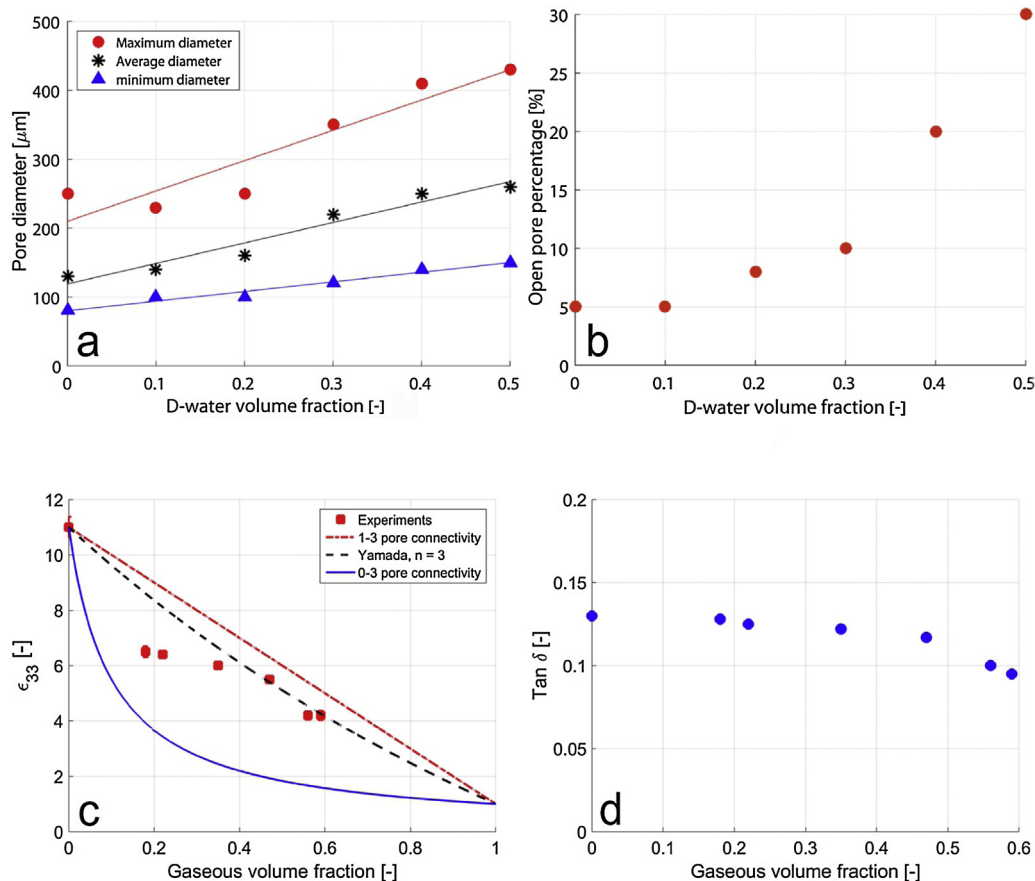 500
400
300
200
100
0
Pore diameter [μm]
Maximum diameter
Average diameter
minimum diameter
a
0 0.1 0.2 0.3 0.4 0.5
D-water volume fraction [-]
30
25
20
15
10
5
0
Open pore percentage [%]
b
0 0.1 0.2 0.3 0.4 0.5
D-water volume fraction [-]
12
10
8
6
4
2
0
ϵ33 [-]
Experiments
1-3 pore connectivity
Yamada, n = 3
0-3 pore connectivity
c
0 0.2 0.4 0.6 0.8 1
Gaseous volume fraction [-]
0.2
0.15
0.1
0.05
0
Tan δ [-]
d
0 0.1 0.2 0.3 0.4 0.5 0.6
Gaseous volume fraction [-]